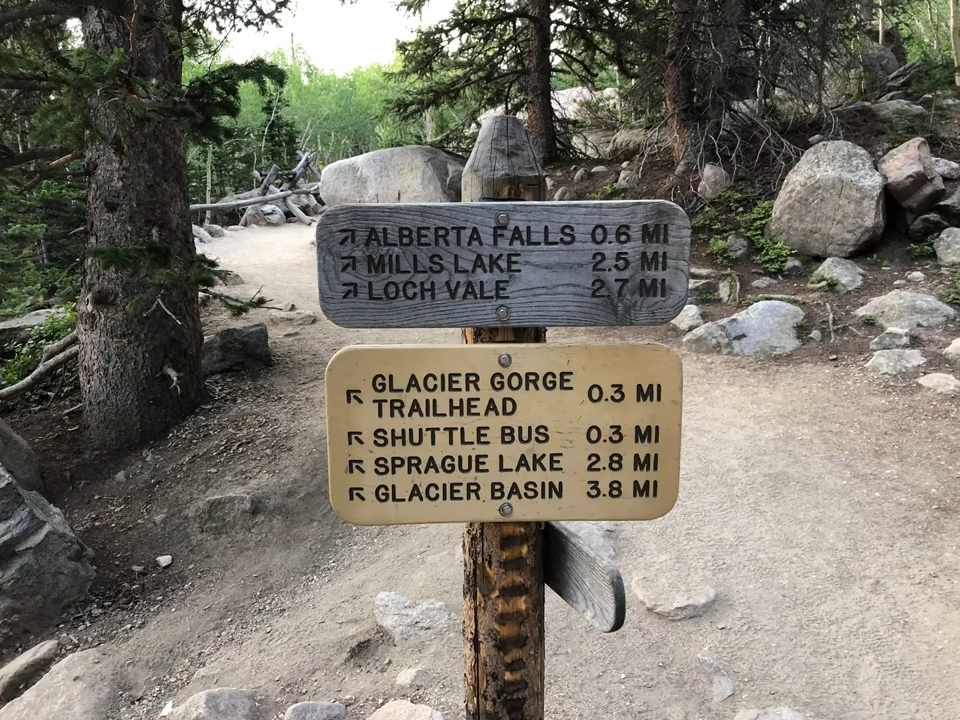 ↗ ALBERTA FALLS 0.6 MI
↗ MILLS LAKE 2.5 MI
↗ LOCH VALE 2.7 MI
↖ GLACIER GORGE
TRAILHEAD 0.3 MI
↖ SHUTTLE BUS 0.3 MI
↖ SPRAGUE LAKE 2.8 MI
↖ GLACIER BASIN 3.8 MI